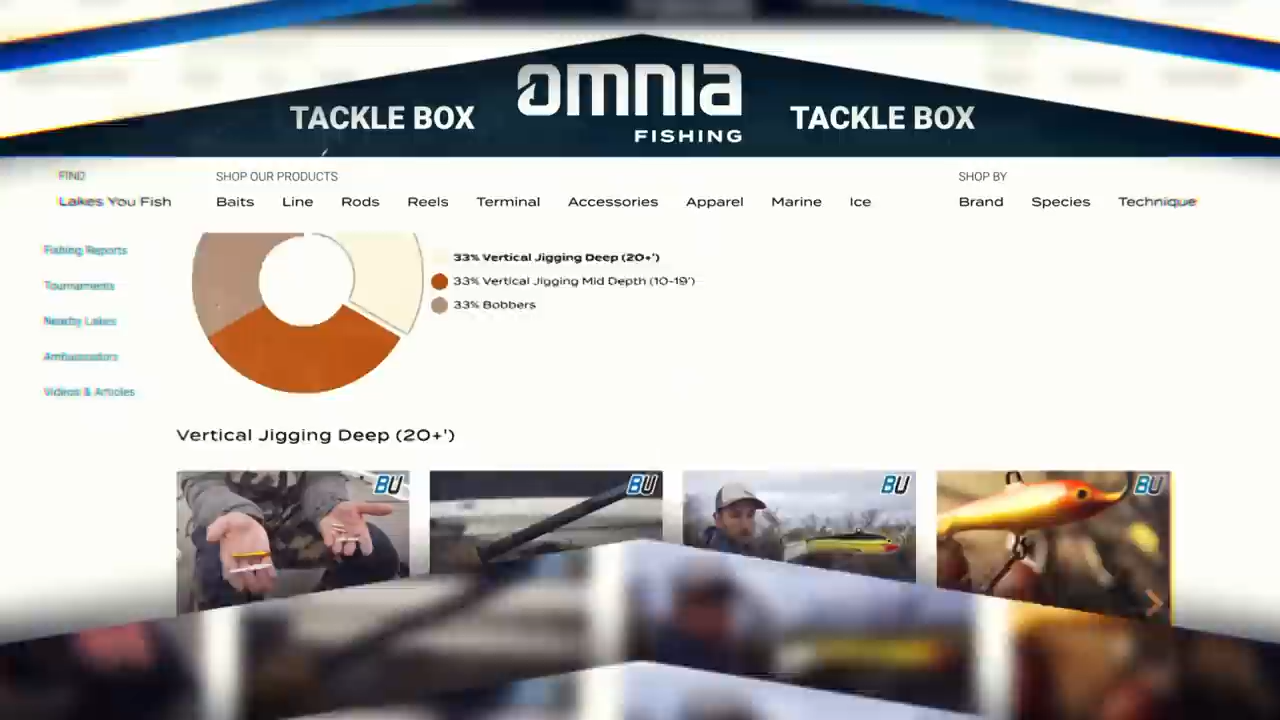 TACKLE BOX
OMNIA
FISHING
TACKLE BOX
FIND
Lakes You Fish
SHOP OUR PRODUCTS
Baits Line Rods Reels Terminal Accessories Apparel Marine Ice
SHOP BY
Brand Species Technique
Fishing Reports
Tournaments
Nearby Lakes
Ambassadors
Videos & Articles
33% Vertical Jigging Deep (20+')
33% Vertical Jigging Mid Depth (10-19')
33% Bobbers
Vertical Jigging Deep (20+')
BU
BU
BU
BU